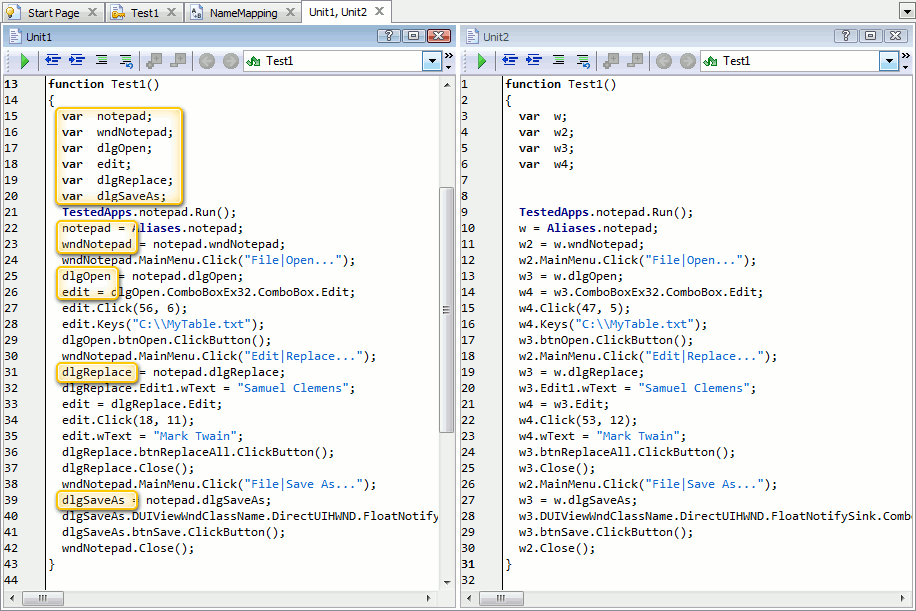 Start Page Test1 NameMapping Unit1, Unit2
Unit1
Test1
13 function Test1()
14 {
15 var notepad;
16 var wndNotepad;
17 var dlgOpen;
18 var edit;
19 var dlgReplace;
20 var dlgSaveAs;
21 TestedApps.notepad.Run();
22 notepad = Aliases.notepad;
23 wndNotepad = notepad.wndNotepad;
24 wndNotepad.MainMenu.Click("File|Open...");
25 dlgOpen = notepad.dlgOpen;
26 edit = dlgOpen.ComboBoxEx32.ComboBox.Edit;
27 edit.Click(56, 6);
28 edit.Keys("C:\\MyTable.txt");
29 dlgOpen.btnOpen.ClickButton();
30 wndNotepad.MainMenu.Click("Edit|Replace...");
31 dlgReplace = notepad.dlgReplace;
32 dlgReplace.Edit1.wText = "Samuel Clemens";
33 edit = dlgReplace.Edit;
34 edit.Click(18, 11);
35 edit.wText = "Mark Twain";
36 dlgReplace.btnReplaceAll.ClickButton();
37 dlgReplace.Close();
38 wndNotepad.MainMenu.Click("File|Save As...");
39 dlgSaveAs = notepad.dlgSaveAs;
40 dlgSaveAs.DUIViewWndClassName.DirectUIHWND.FloatNotify
41 dlgSaveAs.btnSave.ClickButton();
42 wndNotepad.Close();
43 }
44
Unit2
Test1
1 function Test1()
2 {
3 var w;
4 var w2;
5 var w3;
6 var w4;
7
8
9 TestedApps.notepad.Run();
10 w = Aliases.notepad;
11 w2 = w.wndNotepad;
12 w2.MainMenu.Click("File|Open...");
13 w3 = w.dlgOpen;
14 w4 = w3.ComboBoxEx32.ComboBox.Edit;
15 w4.Click(47, 5);
16 w4.Keys("C:\\MyTable.txt");
17 w3.btnOpen.ClickButton();
18 w2.MainMenu.Click("Edit|Replace...");
19 w3 = w.dlgReplace;
20 w3.Edit1.wText = "Samuel Clemens";
21 w4 = w3.Edit;
22 w4.Click(53, 12);
23 w4.wText = "Mark Twain";
24 w3.btnReplaceAll.ClickButton();
25 w3.Close();
26 w2.MainMenu.Click("File|Save As...");
27 w3 = w.dlgSaveAs;
28 w3.DUIViewWndClassName.DirectUIHWND.FloatNotifySink.Comb
29 w3.btnSave.ClickButton();
30 w2.Close();
31 }
32